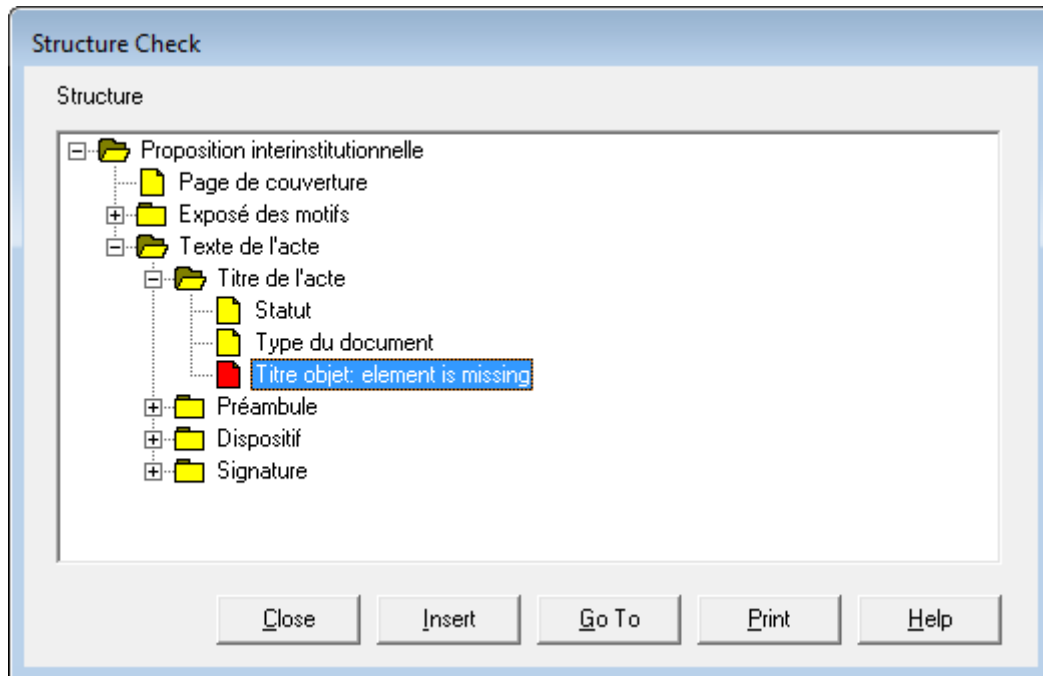 Structure Check
Structure
Proposition interinstitutionnelle
Page de couverture
Exposé des motifs
Texte de l'acte
Titre de l'acte
Statut
Type du document
Titre objet: element is missing
Préambule
Dispositif
Signature
Close Insert Go To Print Help